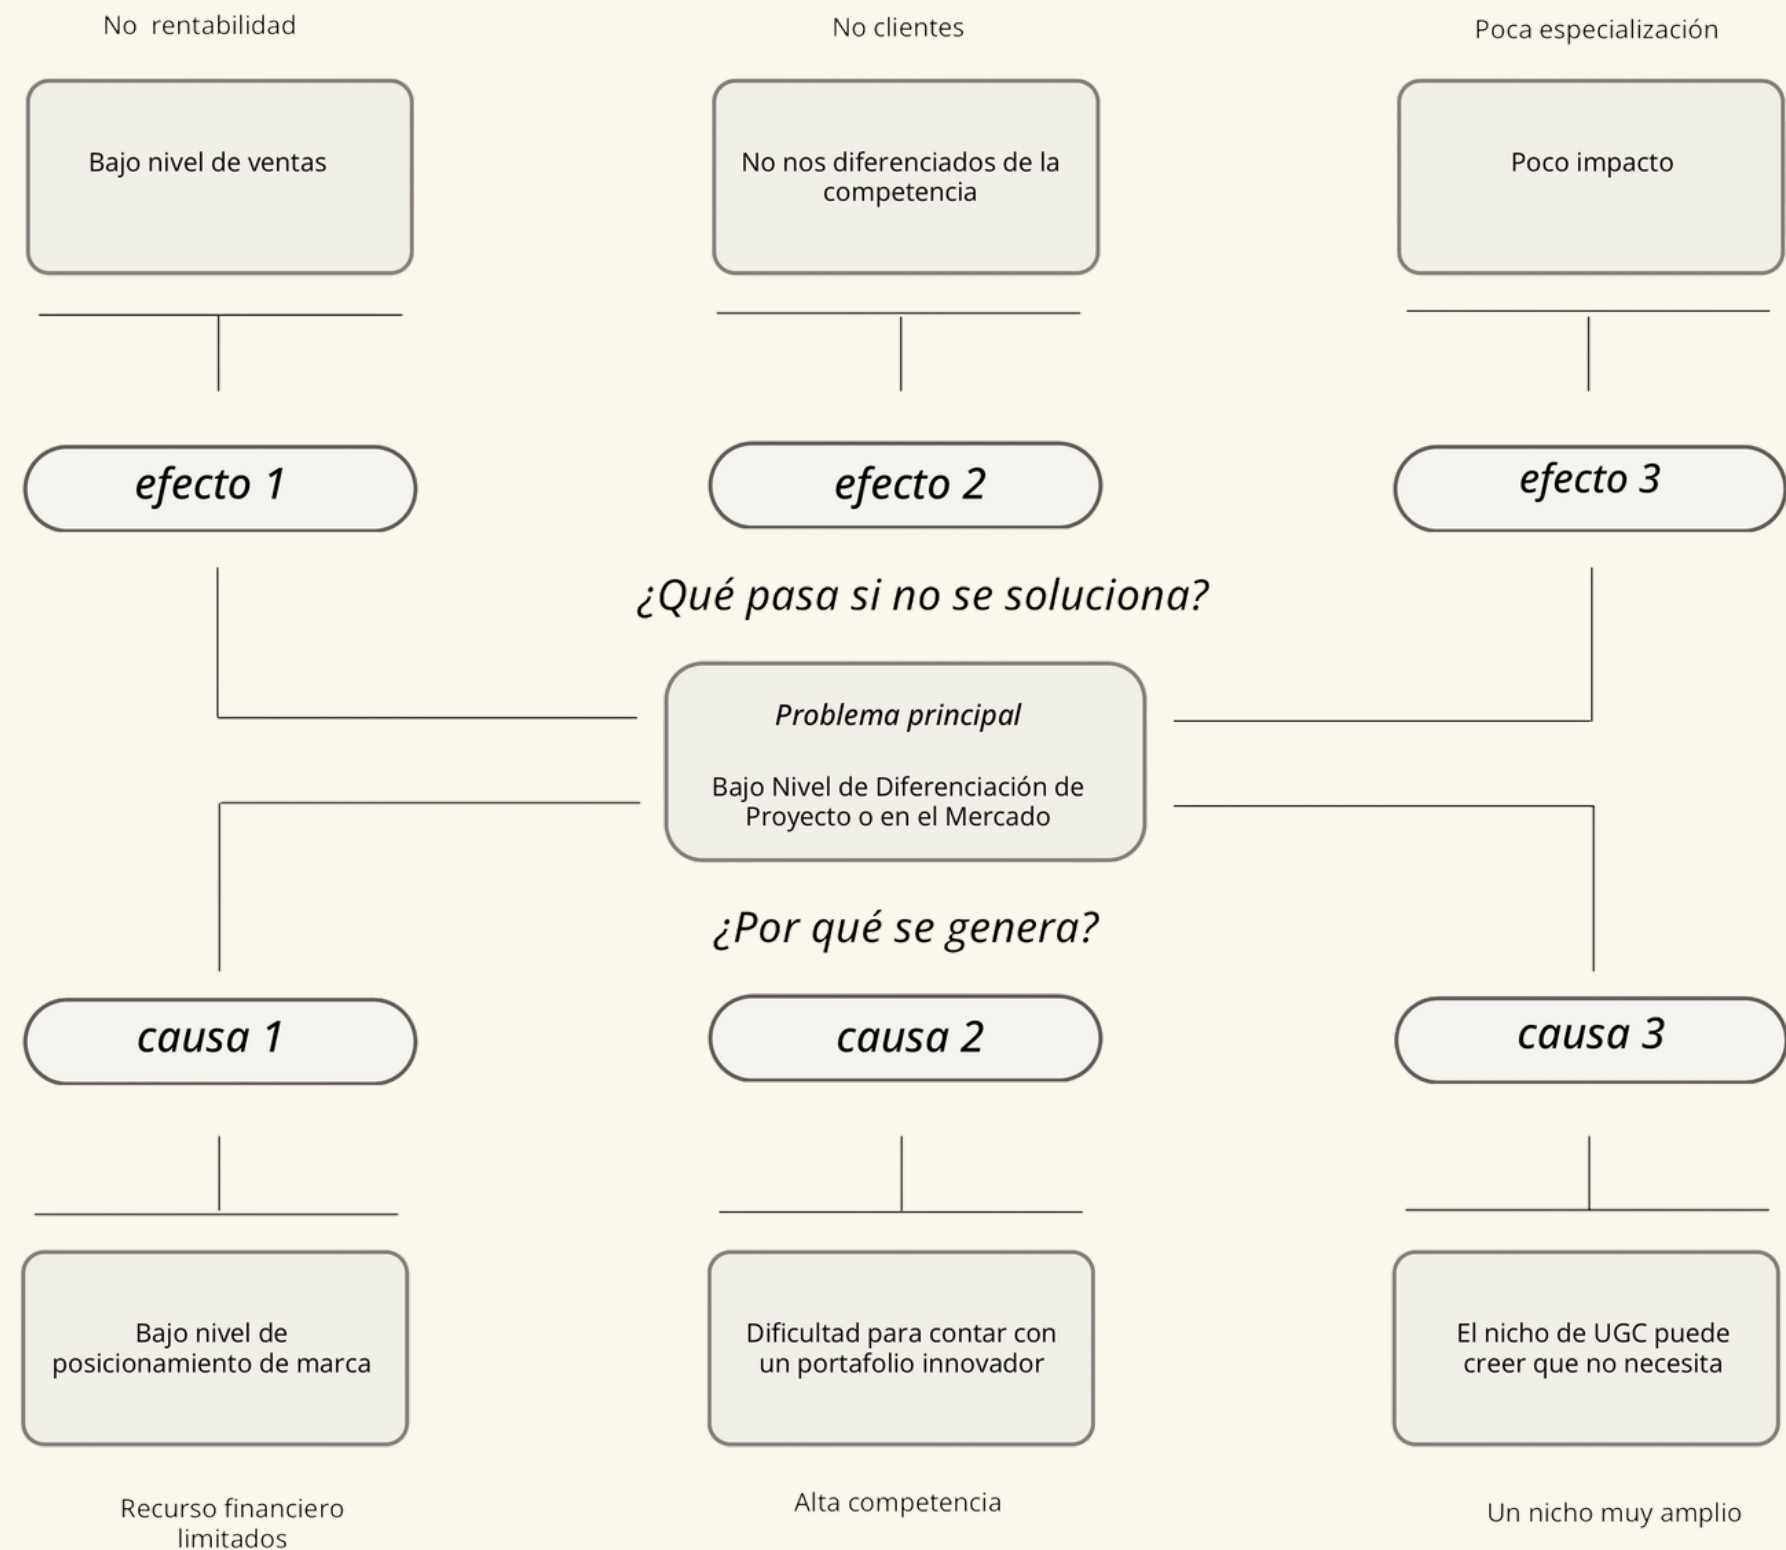 No rentabilidad
No clientes
Poca especialización
Bajo nivel de ventas
No nos diferenciados de la
competencia
Poco impacto
efecto 1
efecto 2
efecto 3
¿Qué pasa si no se soluciona?
Problema principal
Bajo Nivel de Diferenciación de
Proyecto o en el Mercado
¿Por qué se genera?
causa 1
causa 2
causa 3
Bajo nivel de
posicionamiento de marca
Dificultad para contar con
un portafolio innovador
El nicho de UGC puede
creer que no necesita
Recurso financiero
limitados
Alta competencia
Un nicho muy amplio